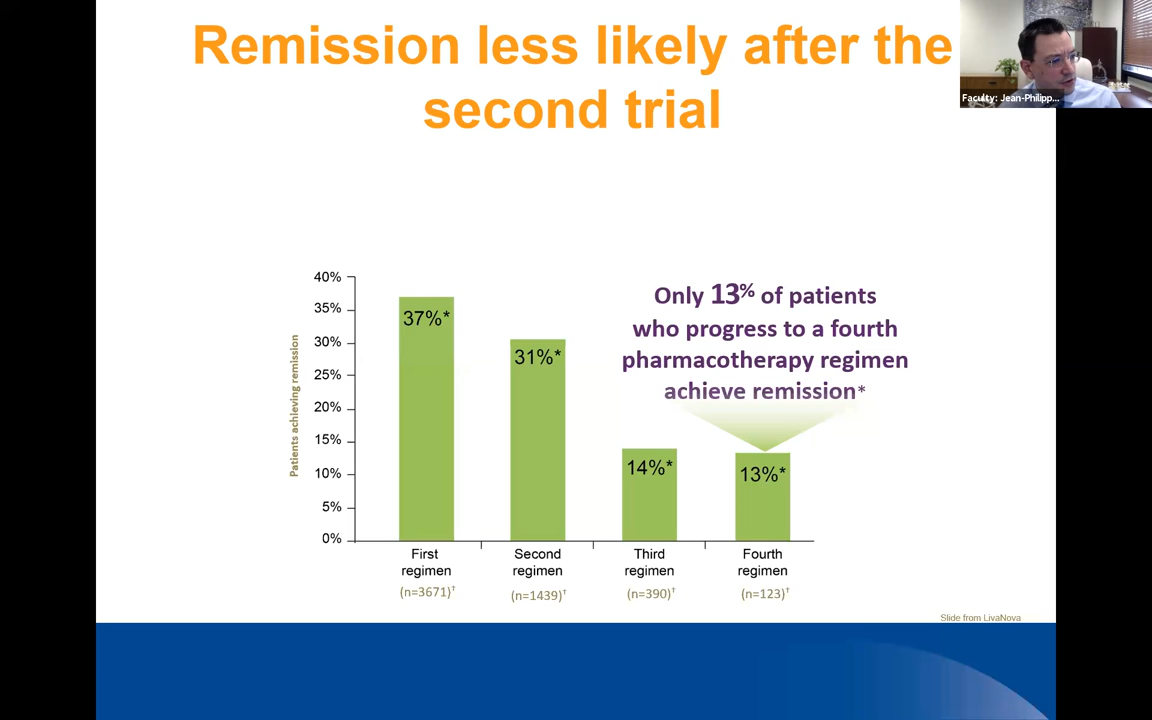 Remission less likely after the
second trial
Faculty: Jean-Philipp...
Only 13% of patients
who progress to a fourth
pharmacotherapy regimen
achieve remission*
Patients achieving remission
40%
35%
30%
25%
20%
15%
10%
5%
0%
37%*
31%*
14%*
13%*
First
regimen
(n=3671)†
Second
regimen
(n=1439)†
Third
regimen
(n=390)†
Fourth
regimen
(n=123)†
Slide from LivaNova